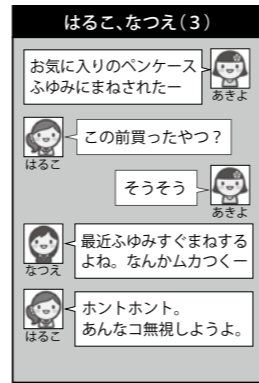 はるこ、なつえ(3)
お気に入りのペンケース
ふゆみにまねされたー
あきよ
この前買ったやつ?
はるこ
そうそう
あきよ
最近ふゆみすぐまねする
よね。なんかムカつくー
なつえ
ホントホント。
あんなコ無視しようよ。
はるこ